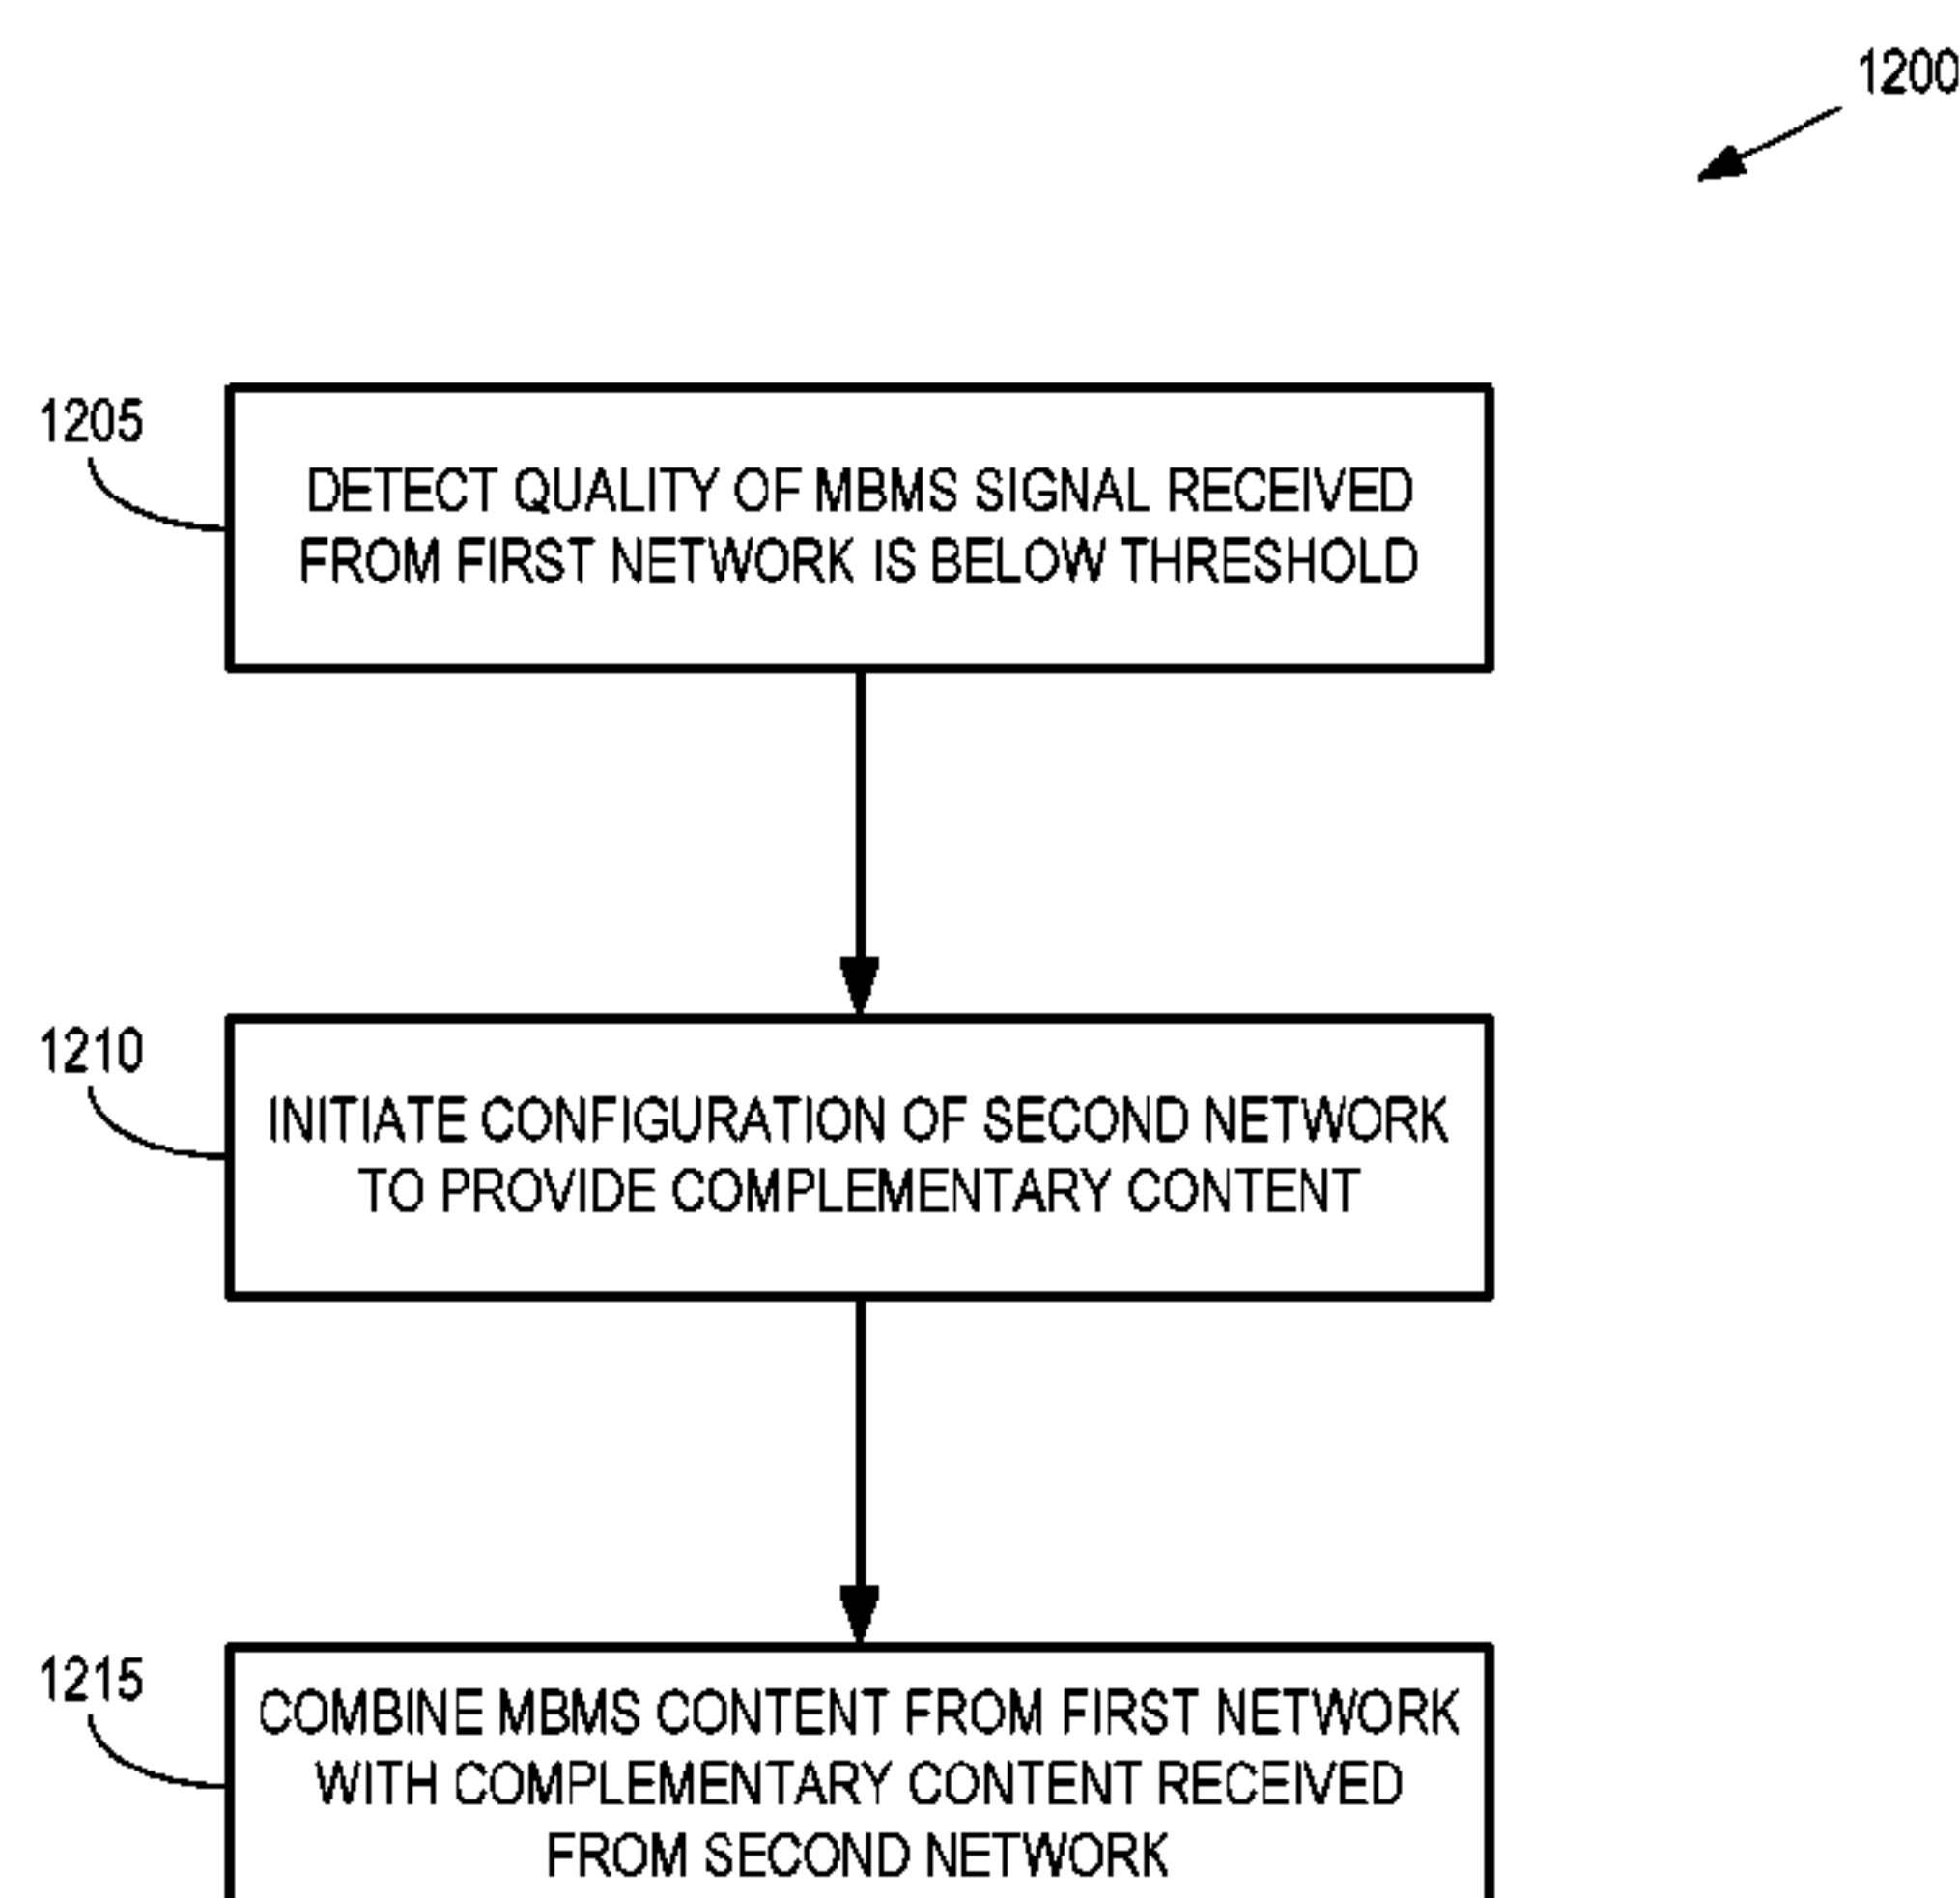 1200
1205
DETECT QUALITY OF MBMS SIGNAL RECEIVED
FROM FIRST NETWORK IS BELOW THRESHOLD
1210
INITIATE CONFIGURATION OF SECOND NETWORK
TO PROVIDE COMPLEMENTARY CONTENT
1215
COMBINE MBMS CONTENT FROM FIRST NETWORK
WITH COMPLEMENTARY CONTENT RECEIVED
FROM SECOND NETWORK